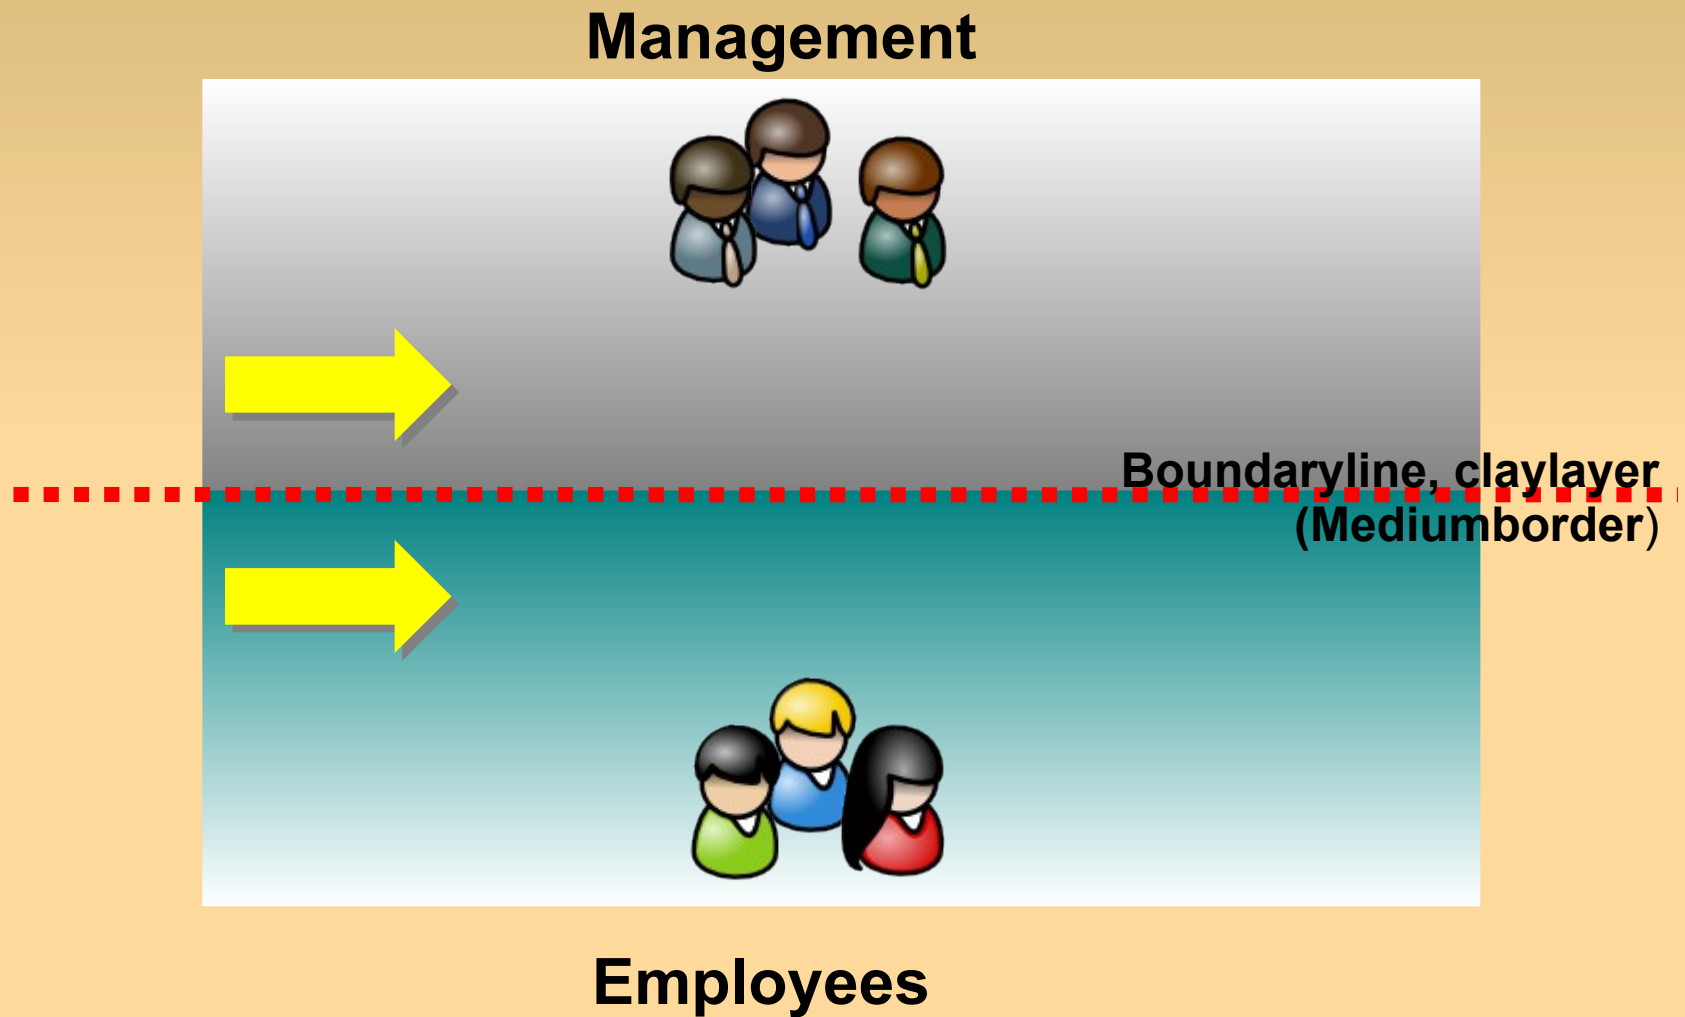 Management
Boundaryline, claylayer
(Mediumborder)
Employees